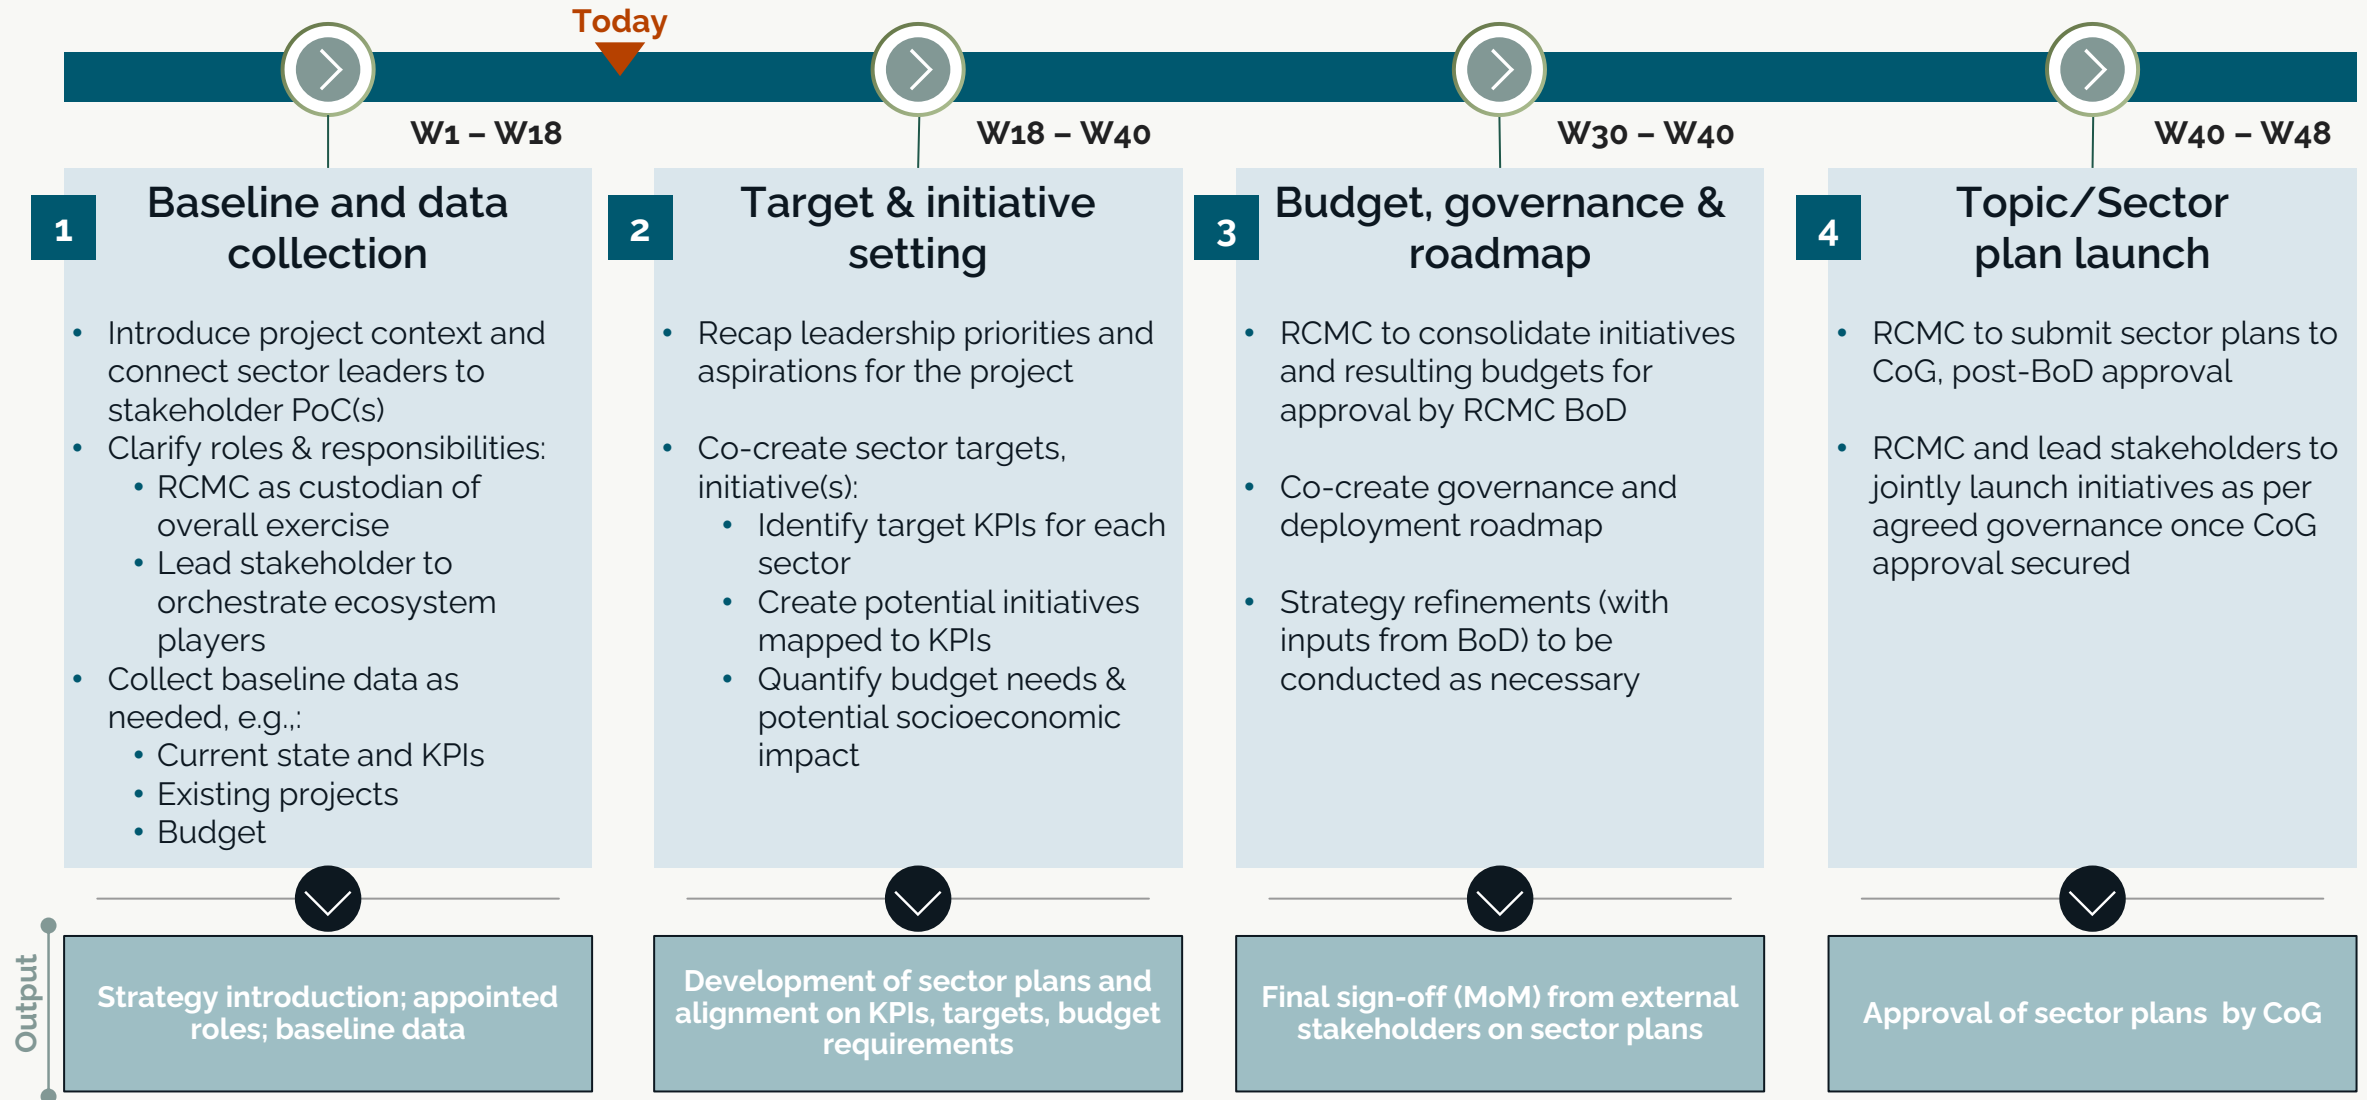 Today
W1 – W18
W18 – W40
W30 – W40
W40 – W48
1
Baseline and data
collection
• Introduce project context and
connect sector leaders to
stakeholder PoC(s)
• Clarify roles & responsibilities:
• RCMC as custodian of
overall exercise
• Lead stakeholder to
orchestrate ecosystem
players
• Collect baseline data as
needed, e.g.,:
• Current state and KPIs
• Existing projects
• Budget
2
Target & initiative
setting
• Recap leadership priorities and
aspirations for the project
• Co-create sector targets,
initiative(s):
• Identify target KPIs for each
sector
• Create potential initiatives
mapped to KPIs
• Quantify budget needs &
potential socioeconomic
impact
3
Budget, governance &
roadmap
• RCMC to consolidate initiatives
and resulting budgets for
approval by RCMC BoD
• Co-create governance and
deployment roadmap
• Strategy refinements (with
inputs from BoD) to be
conducted as necessary
4
Topic/Sector
plan launch
• RCMC to submit sector plans to
CoG, post-BoD approval
• RCMC and lead stakeholders to
jointly launch initiatives as per
agreed governance once CoG
approval secured
Output
Strategy introduction; appointed
roles; baseline data
Development of sector plans and
alignment on KPIs, targets, budget
requirements
Final sign-off (MoM) from external
stakeholders on sector plans
Approval of sector plans by CoG